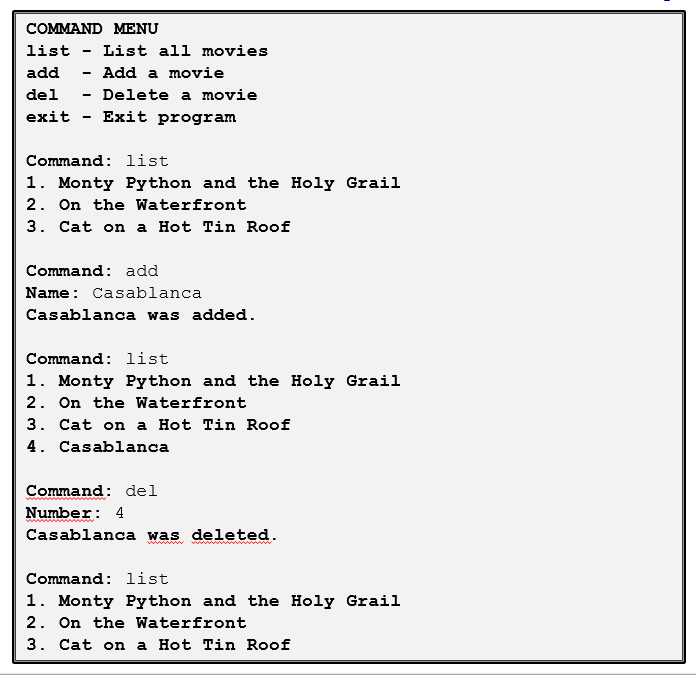 COMMAND MENU
list - List all movies
add  - Add a movie
del  - Delete a movie
exit - Exit program

Command: list
1. Monty Python and the Holy Grail
2. On the Waterfront
3. Cat on a Hot Tin Roof

Command: add
Name: Casablanca
Casablanca was added.

Command: list
1. Monty Python and the Holy Grail
2. On the Waterfront
3. Cat on a Hot Tin Roof
4. Casablanca

Command: del
Number: 4
Casablanca was deleted.

Command: list
1. Monty Python and the Holy Grail
2. On the Waterfront
3. Cat on a Hot Tin Roof